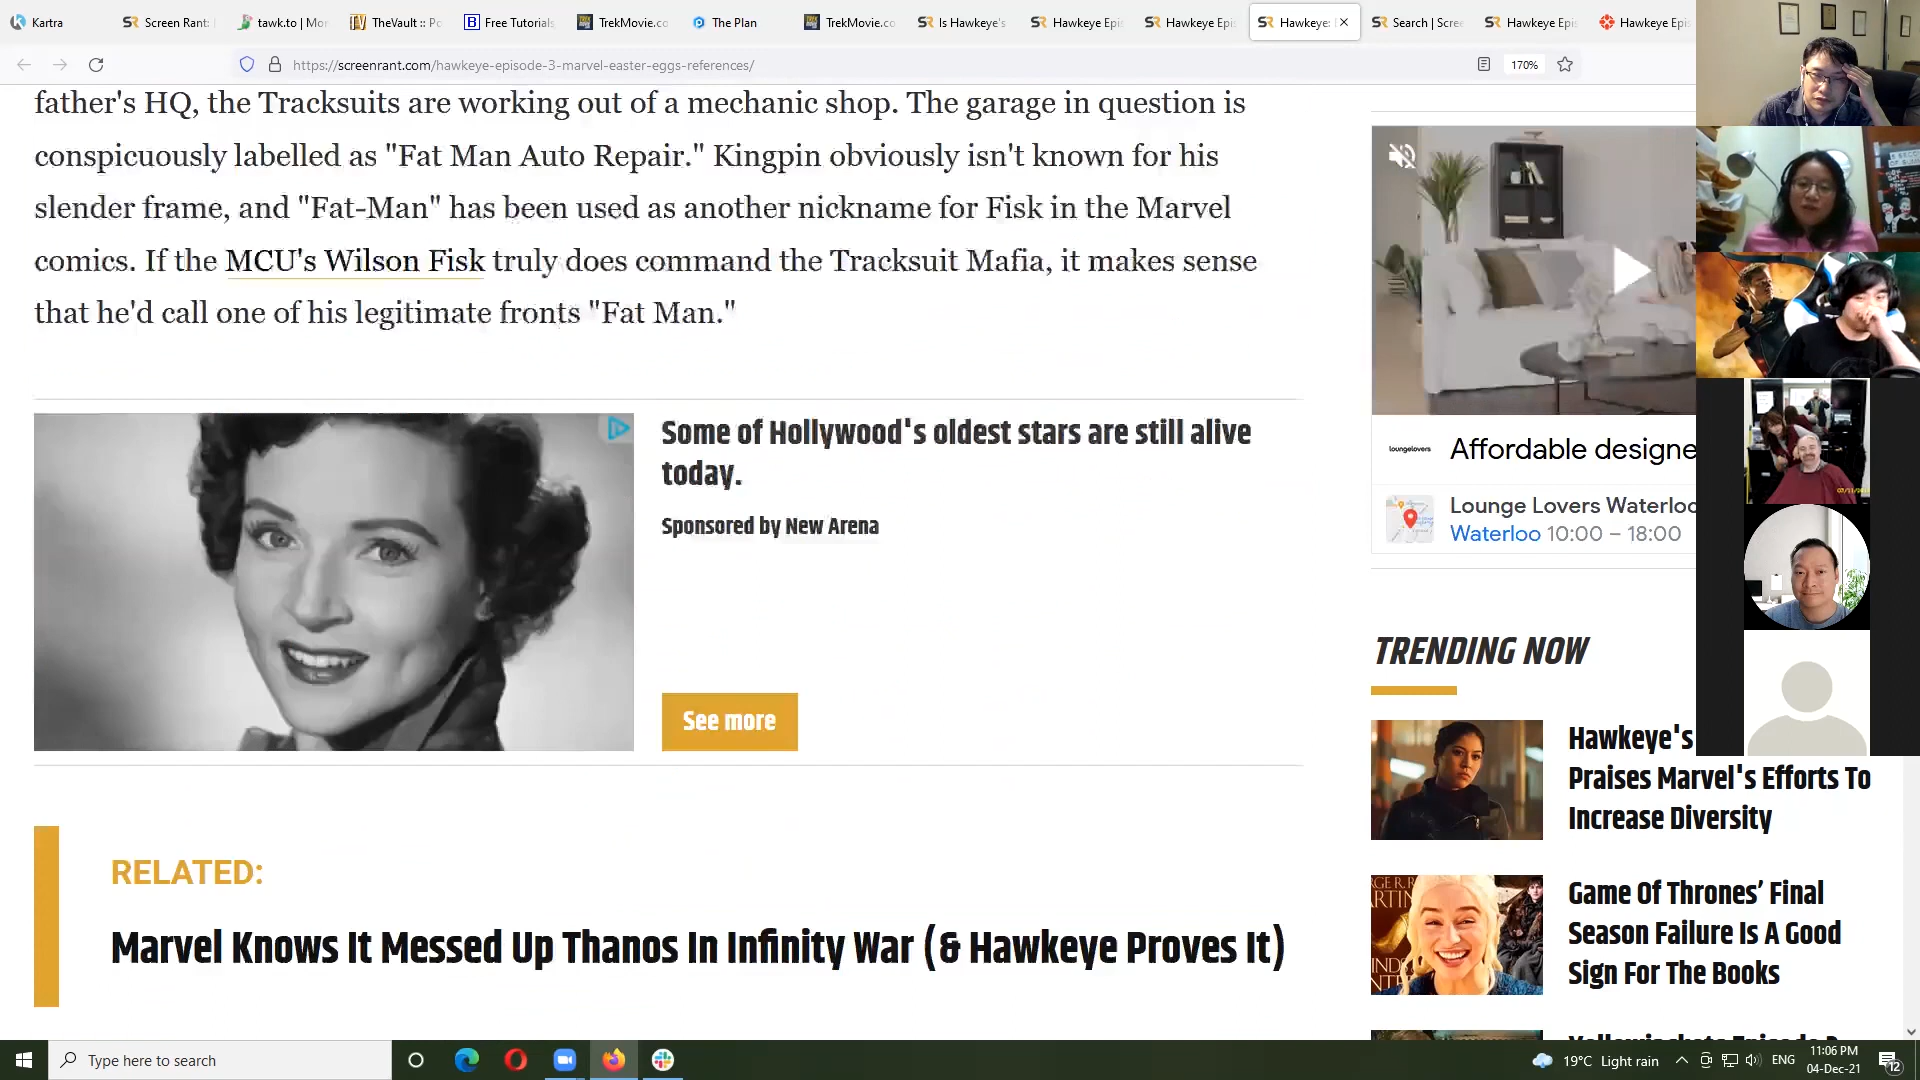 Kartra
Screen Rant:
tawk.to | Mor
TheVault :: Po
Free Tutorials
TrekMovie.co
The Plan
TrekMovie.co
Is Hawkeye's
Hawkeye Epi
Hawkeye Epi
Hawkeye:
Search | Scree
Hawkeye Epi
Hawkeye Epi
https://screenrant.com/hawkeye-episode-3-marvel-easter-eggs-references/
170%
father's HQ, the Tracksuits are working out of a mechanic shop. The garage in question is
conspicuously labelled as "Fat Man Auto Repair." Kingpin obviously isn't known for his
slender frame, and "Fat-Man" has been used as another nickname for Fisk in the Marvel
comics. If the MCU's Wilson Fisk truly does command the Tracksuit Mafia, it makes sense
that he'd call one of his legitimate fronts "Fat Man."
Some of Hollywood's oldest stars are still alive
today.
Sponsored by New Arena
See more
RELATED:
Marvel Knows It Messed Up Thanos In Infinity War (& Hawkeye Proves It)
loungelovers
Affordable designe
Lounge Lovers Waterloo
Waterloo 10:00 – 18:00
TRENDING NOW
Hawkeye's
Praises Marvel's Efforts To
Increase Diversity
Game Of Thrones’ Final
Season Failure Is A Good
Sign For The Books
Type here to search
19°C Light rain
ENG
11:06 PM
04-Dec-21
12